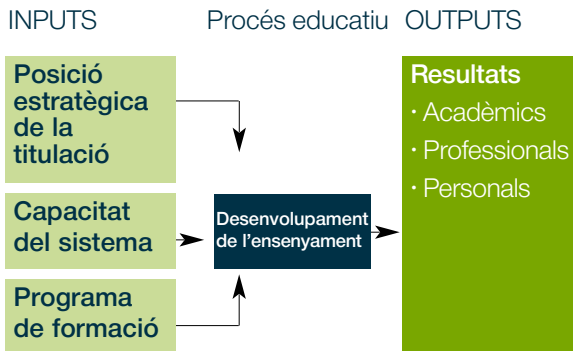 INPUTS Procés educatiu OUTPUTS
Posició
estratègica
de la
titulació
Capacitat
del sistema
Programa
de formació
Desenvolupament
de l’ensenyament
Resultats
· Acadèmics
· Professionals
· Personals